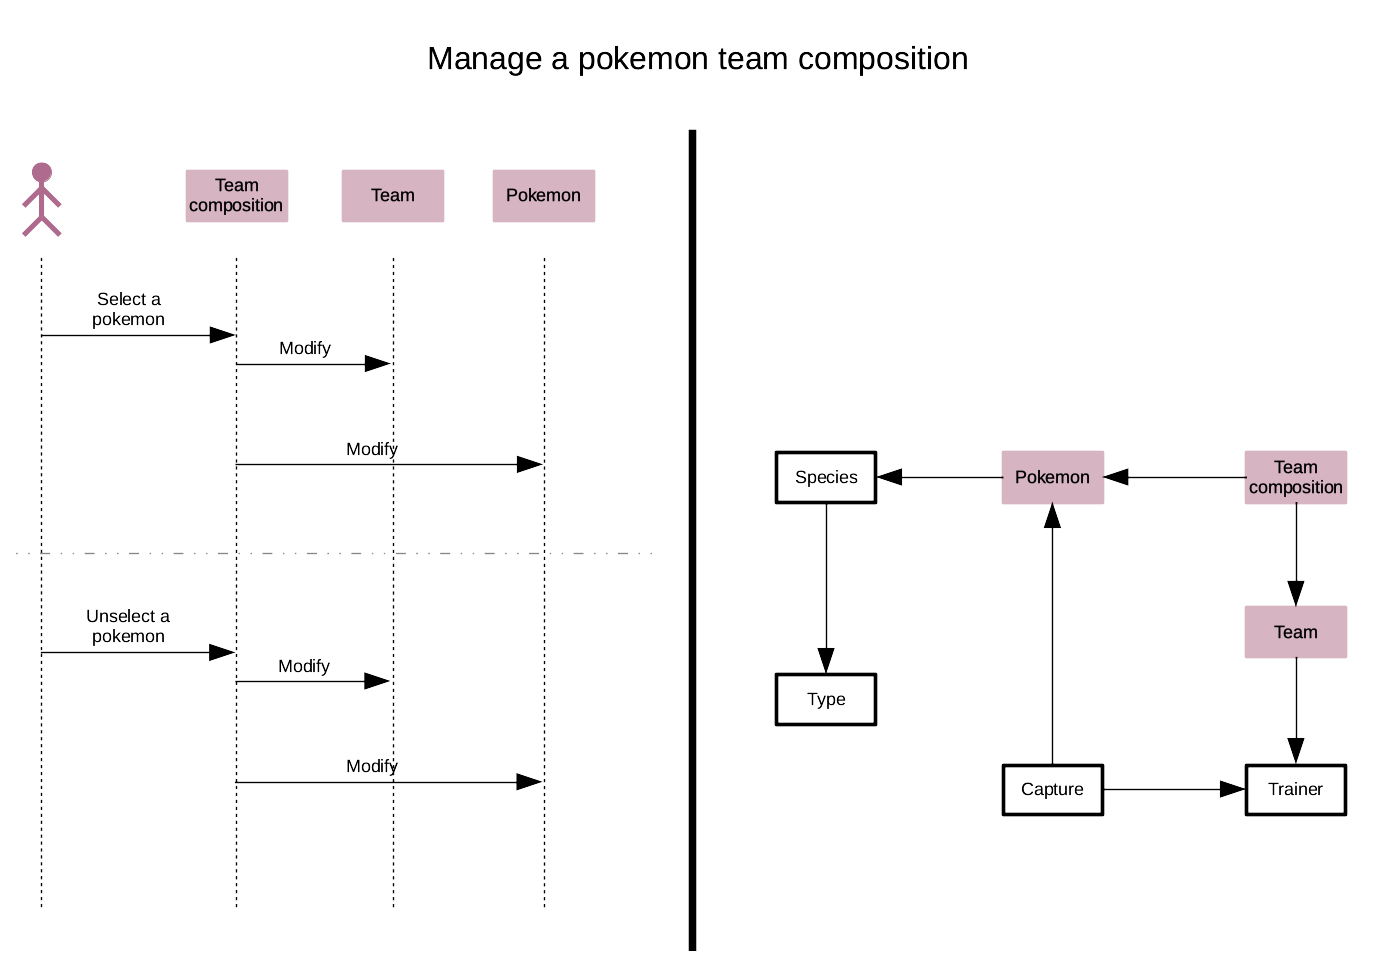 Manage a pokemon team composition
Team
composition
Team
Pokemon
Select a
pokemon
Modify
Modify
Unselect a
pokemon
Modify
Modify
Species
Pokemon
Team
composition
Team
Type
Capture
Trainer